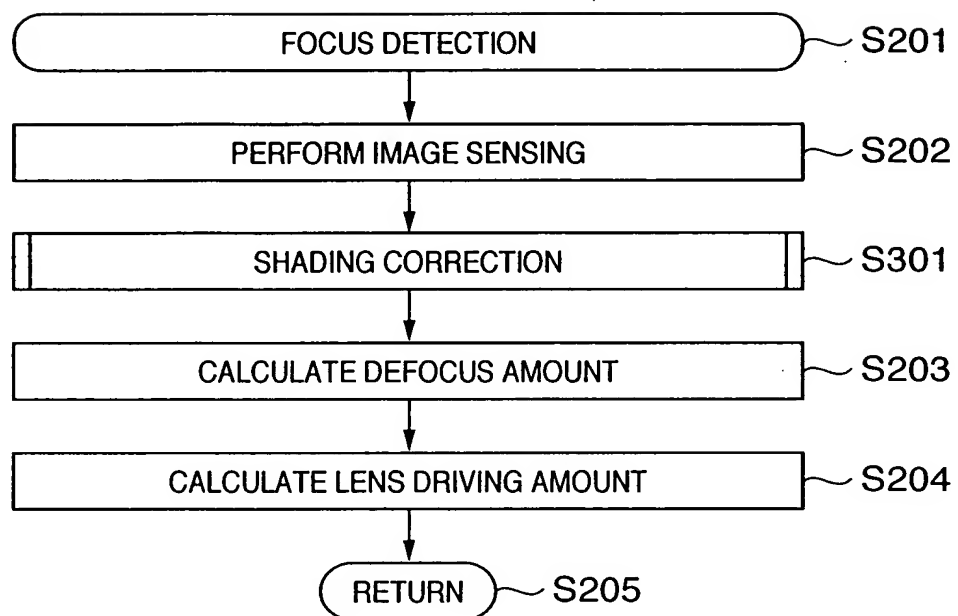 FOCUS DETECTION S201
PERFORM IMAGE SENSING S202
SHADING CORRECTION S301
CALCULATE DEFOCUS AMOUNT S203
CALCULATE LENS DRIVING AMOUNT S204
RETURN S205